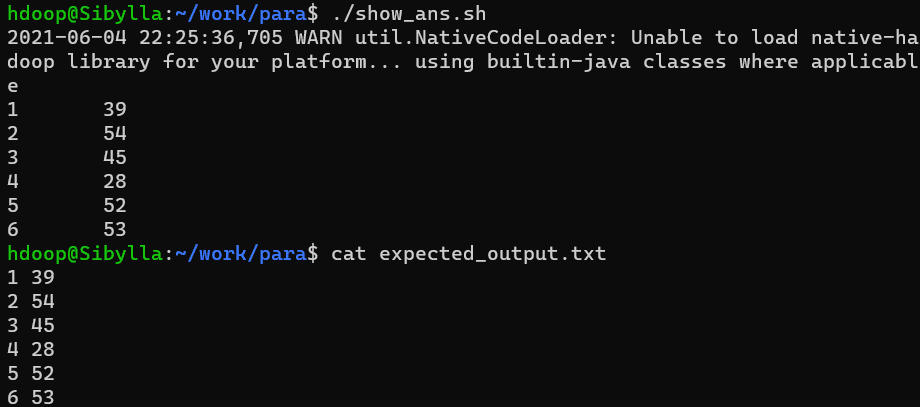 hdoop@Sibylla:~/work/para$ ./show_ans.sh
2021-06-04 22:25:36,705 WARN util.NativeCodeLoader: Unable to load native-ha
doop library for your platform... using builtin-java classes where applicabl
e
1       39
2       54
3       45
4       28
5       52
6       53
hdoop@Sibylla:~/work/para$ cat expected_output.txt
1 39
2 54
3 45
4 28
5 52
6 53